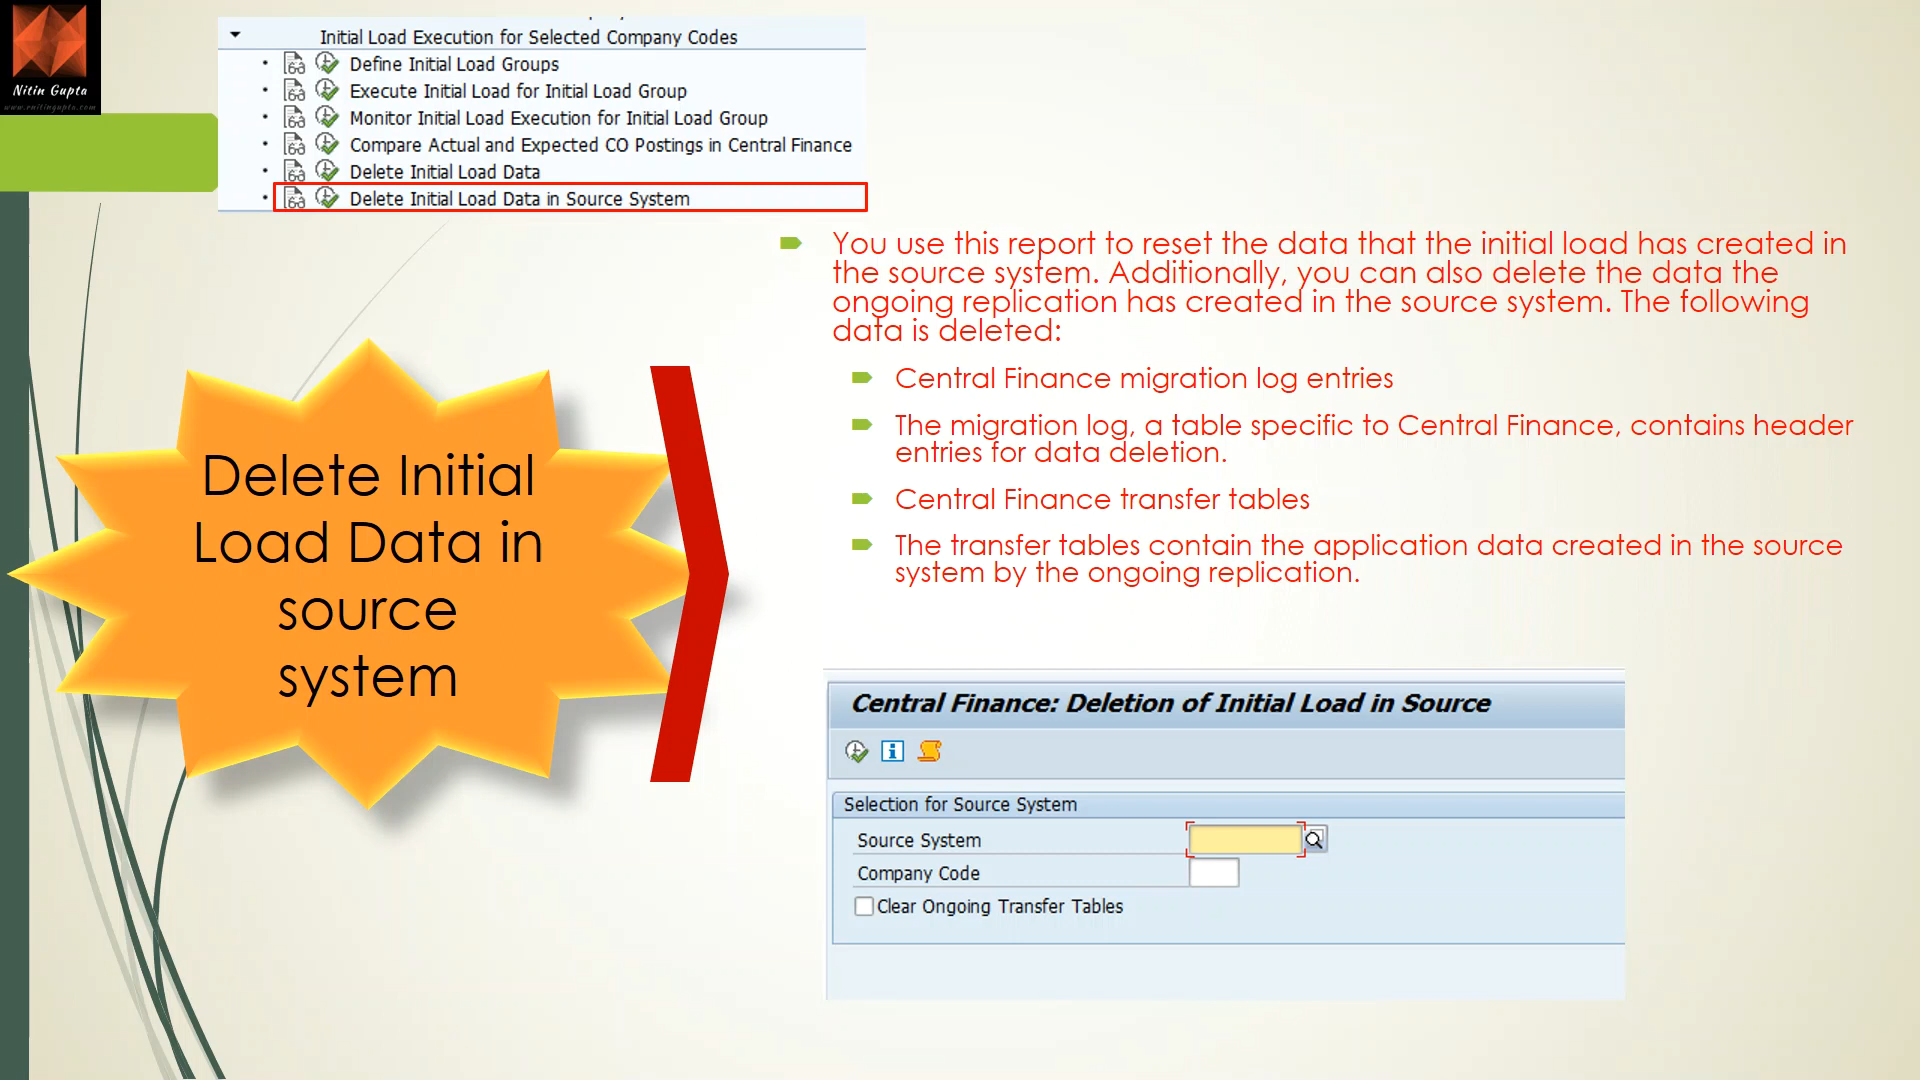 Nitin Gupta
www.rnitingupta.com
Initial Load Execution for Selected Company Codes
Define Initial Load Groups
Execute Initial Load for Initial Load Group
Monitor Initial Load Execution for Initial Load Group
Compare Actual and Expected CO Postings in Central Finance
Delete Initial Load Data
Delete Initial Load Data in Source System
Delete Initial
Load Data in
source
system
You use this report to reset the data that the initial load has created in
the source system. Additionally, you can also delete the data the
ongoing replication has created in the source system. The following
data is deleted:
Central Finance migration log entries
The migration log, a table specific to Central Finance, contains header
entries for data deletion.
Central Finance transfer tables
The transfer tables contain the application data created in the source
system by the ongoing replication.
Central Finance: Deletion of Initial Load in Source
Selection for Source System
Source System
Company Code
Clear Ongoing Transfer Tables